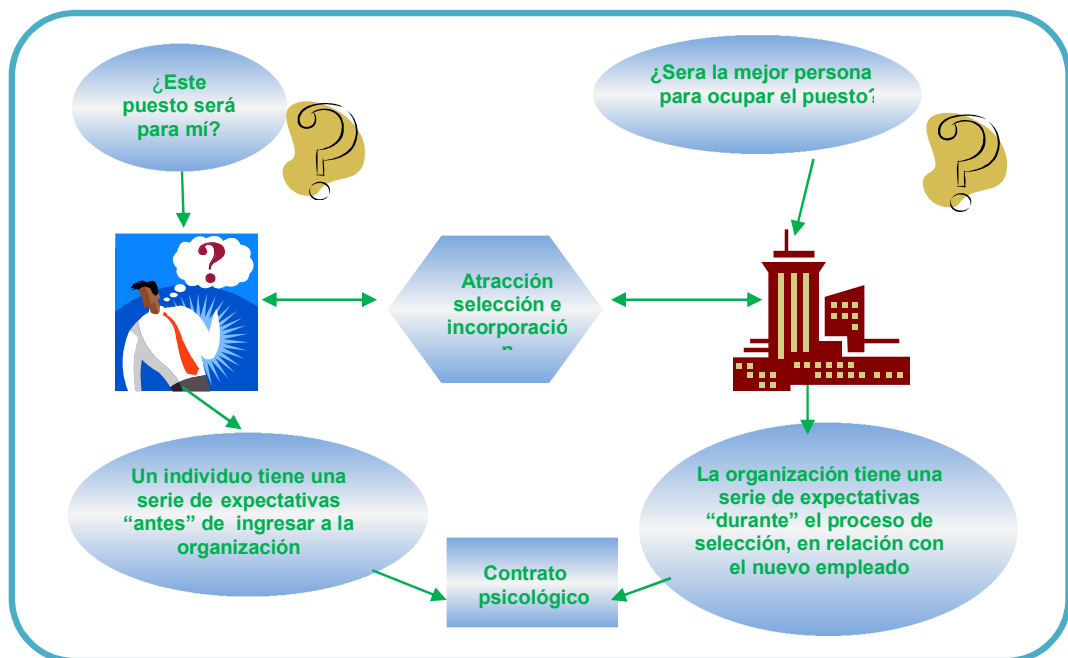 ¿Este
puesto será
para mí?
¿Sera la mejor persona
para ocupar el puesto?
Atracción
selección e
incorporació
n
Un individuo tiene una
serie de expectativas
“antes” de ingresar a la
organización
La organización tiene una
serie de expectativas
“durante” el proceso de
selección, en relación con
el nuevo empleado
Contrato
psicológico